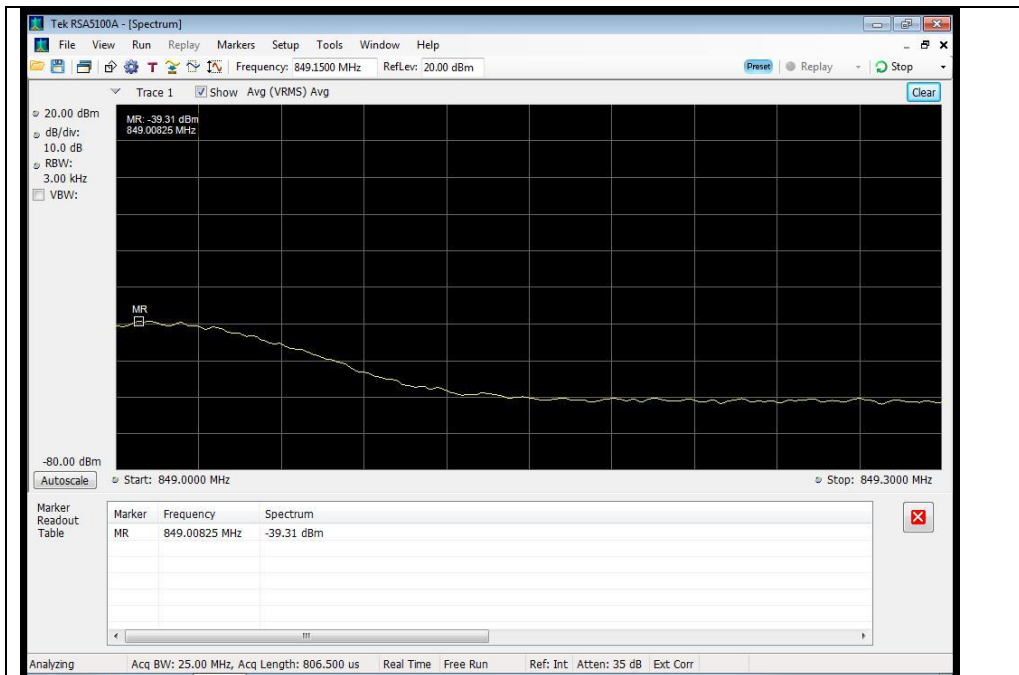 Tek RSA5100A - [Spectrum]
File View Run Replay Markers Setup Tools Window Help
T Frequency: 849.1500 MHz RefLev: 20.00 dBm Preset Replay Stop
Trace 1 Show Avg (VRMS) Avg Clear
20.00 dBm
dB/div:
10.0 dB
RBW:
3.00 kHz
VBW:
MR: -39.31 dBm
849.00825 MHz
MR
-80.00 dBm
Autoscale Start: 849.0000 MHz Stop: 849.3000 MHz
Marker
Readout
Table
Marker Frequency Spectrum
MR 849.00825 MHz -39.31 dBm
Analyzing Acq BW: 25.00 MHz, Acq Length: 806.500 us Real Time Free Run Ref: Int Atten: 35 dB Ext Corr